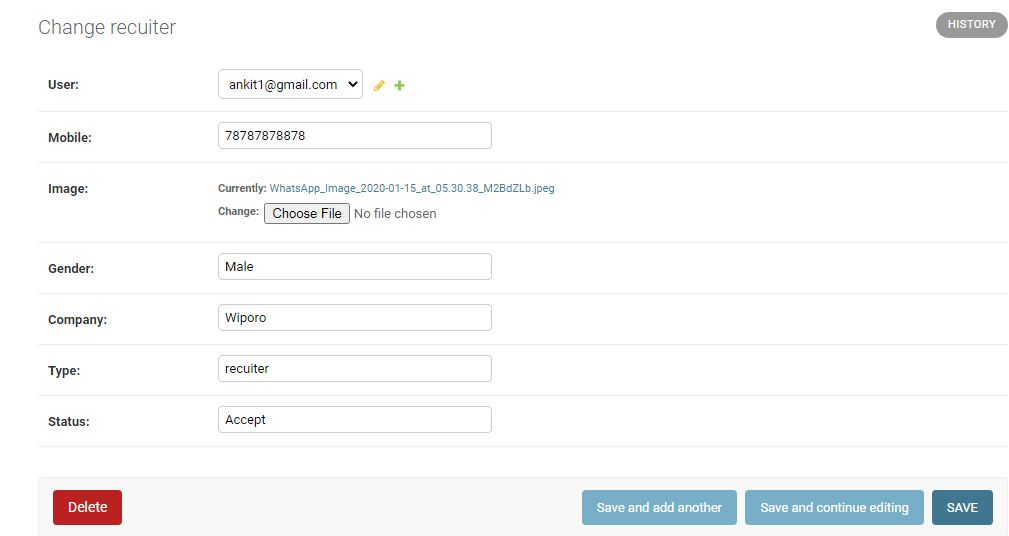 Change recuiter
HISTORY
User: ankit1@gmail.com
Mobile: 78787878878
Image: Currently: WhatsApp_Image_2020-01-15_at_05.30.38_M2BdZLb.jpeg
Change: Choose File No file chosen
Gender: Male
Company: Wiporo
Type: recuiter
Status: Accept
Delete Save and add another Save and continue editing SAVE